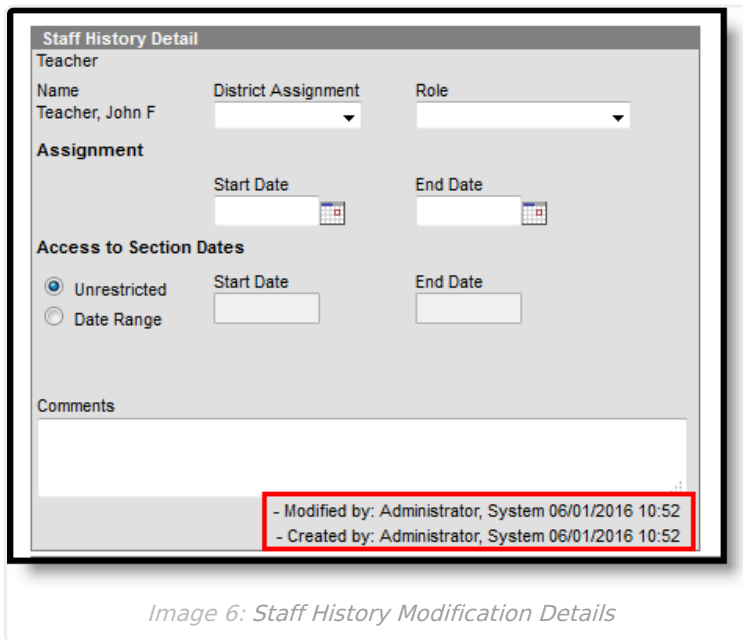 Staff History Detail
Teacher
Name District Assignment Role
Teacher, John F
Assignment
Start Date End Date
Access to Section Dates
Unrestricted Start Date End Date
Date Range
Comments
- Modified by: Administrator, System 06/01/2016 10:52
- Created by: Administrator, System 06/01/2016 10:52
Image 6: Staff History Modification Details